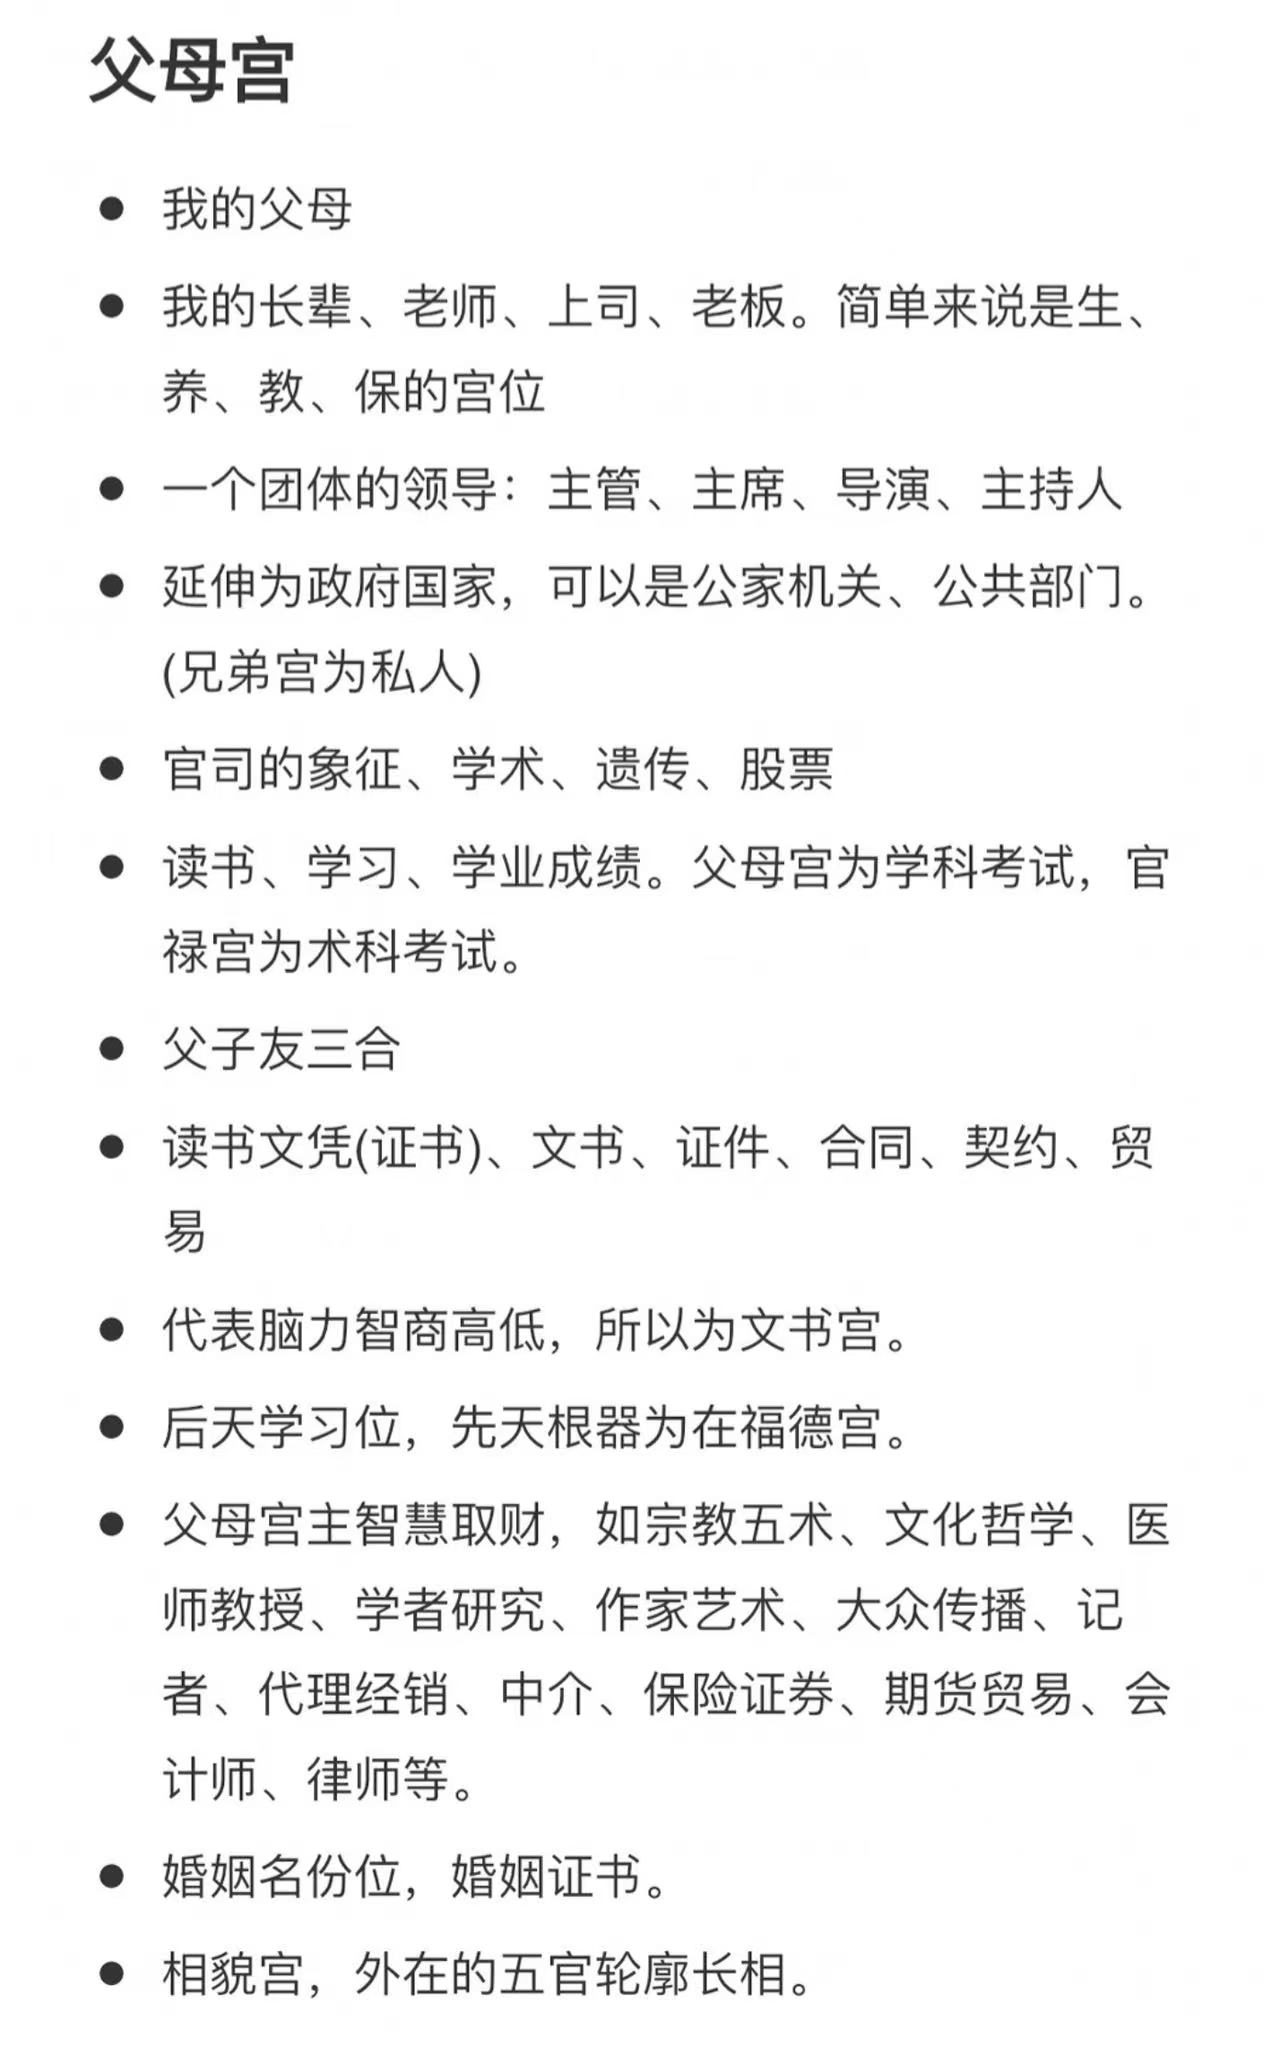 父母宫
我的父母
我的长辈、老师、上司、老板。简单来说是生、
养、教、保的宫位
一个团体的领导：主管、主席、导演、主持人
延伸为政府国家，可以是公家机关、公共部门。
(兄弟宫为私人)
官司的象征、学术、遗传、股票
读书、学习、学业成绩。父母宫为学科考试，官
禄宫为术科考试。
父子友三合
读书文凭(证书)、文书、证件、合同、契约、贸
易
代表脑力智商高低，所以为文书宫。
后天学习位，先天根器为在福德宫。
父母宫主智慧取财，如宗教五术、文化哲学、医
师教授、学者研究、作家艺术、大众传播、记
者、代理经销、中介、保险证券、期货贸易、会
计师、律师等。
婚姻名份位，婚姻证书。
相貌宫，外在的五官轮廓长相。